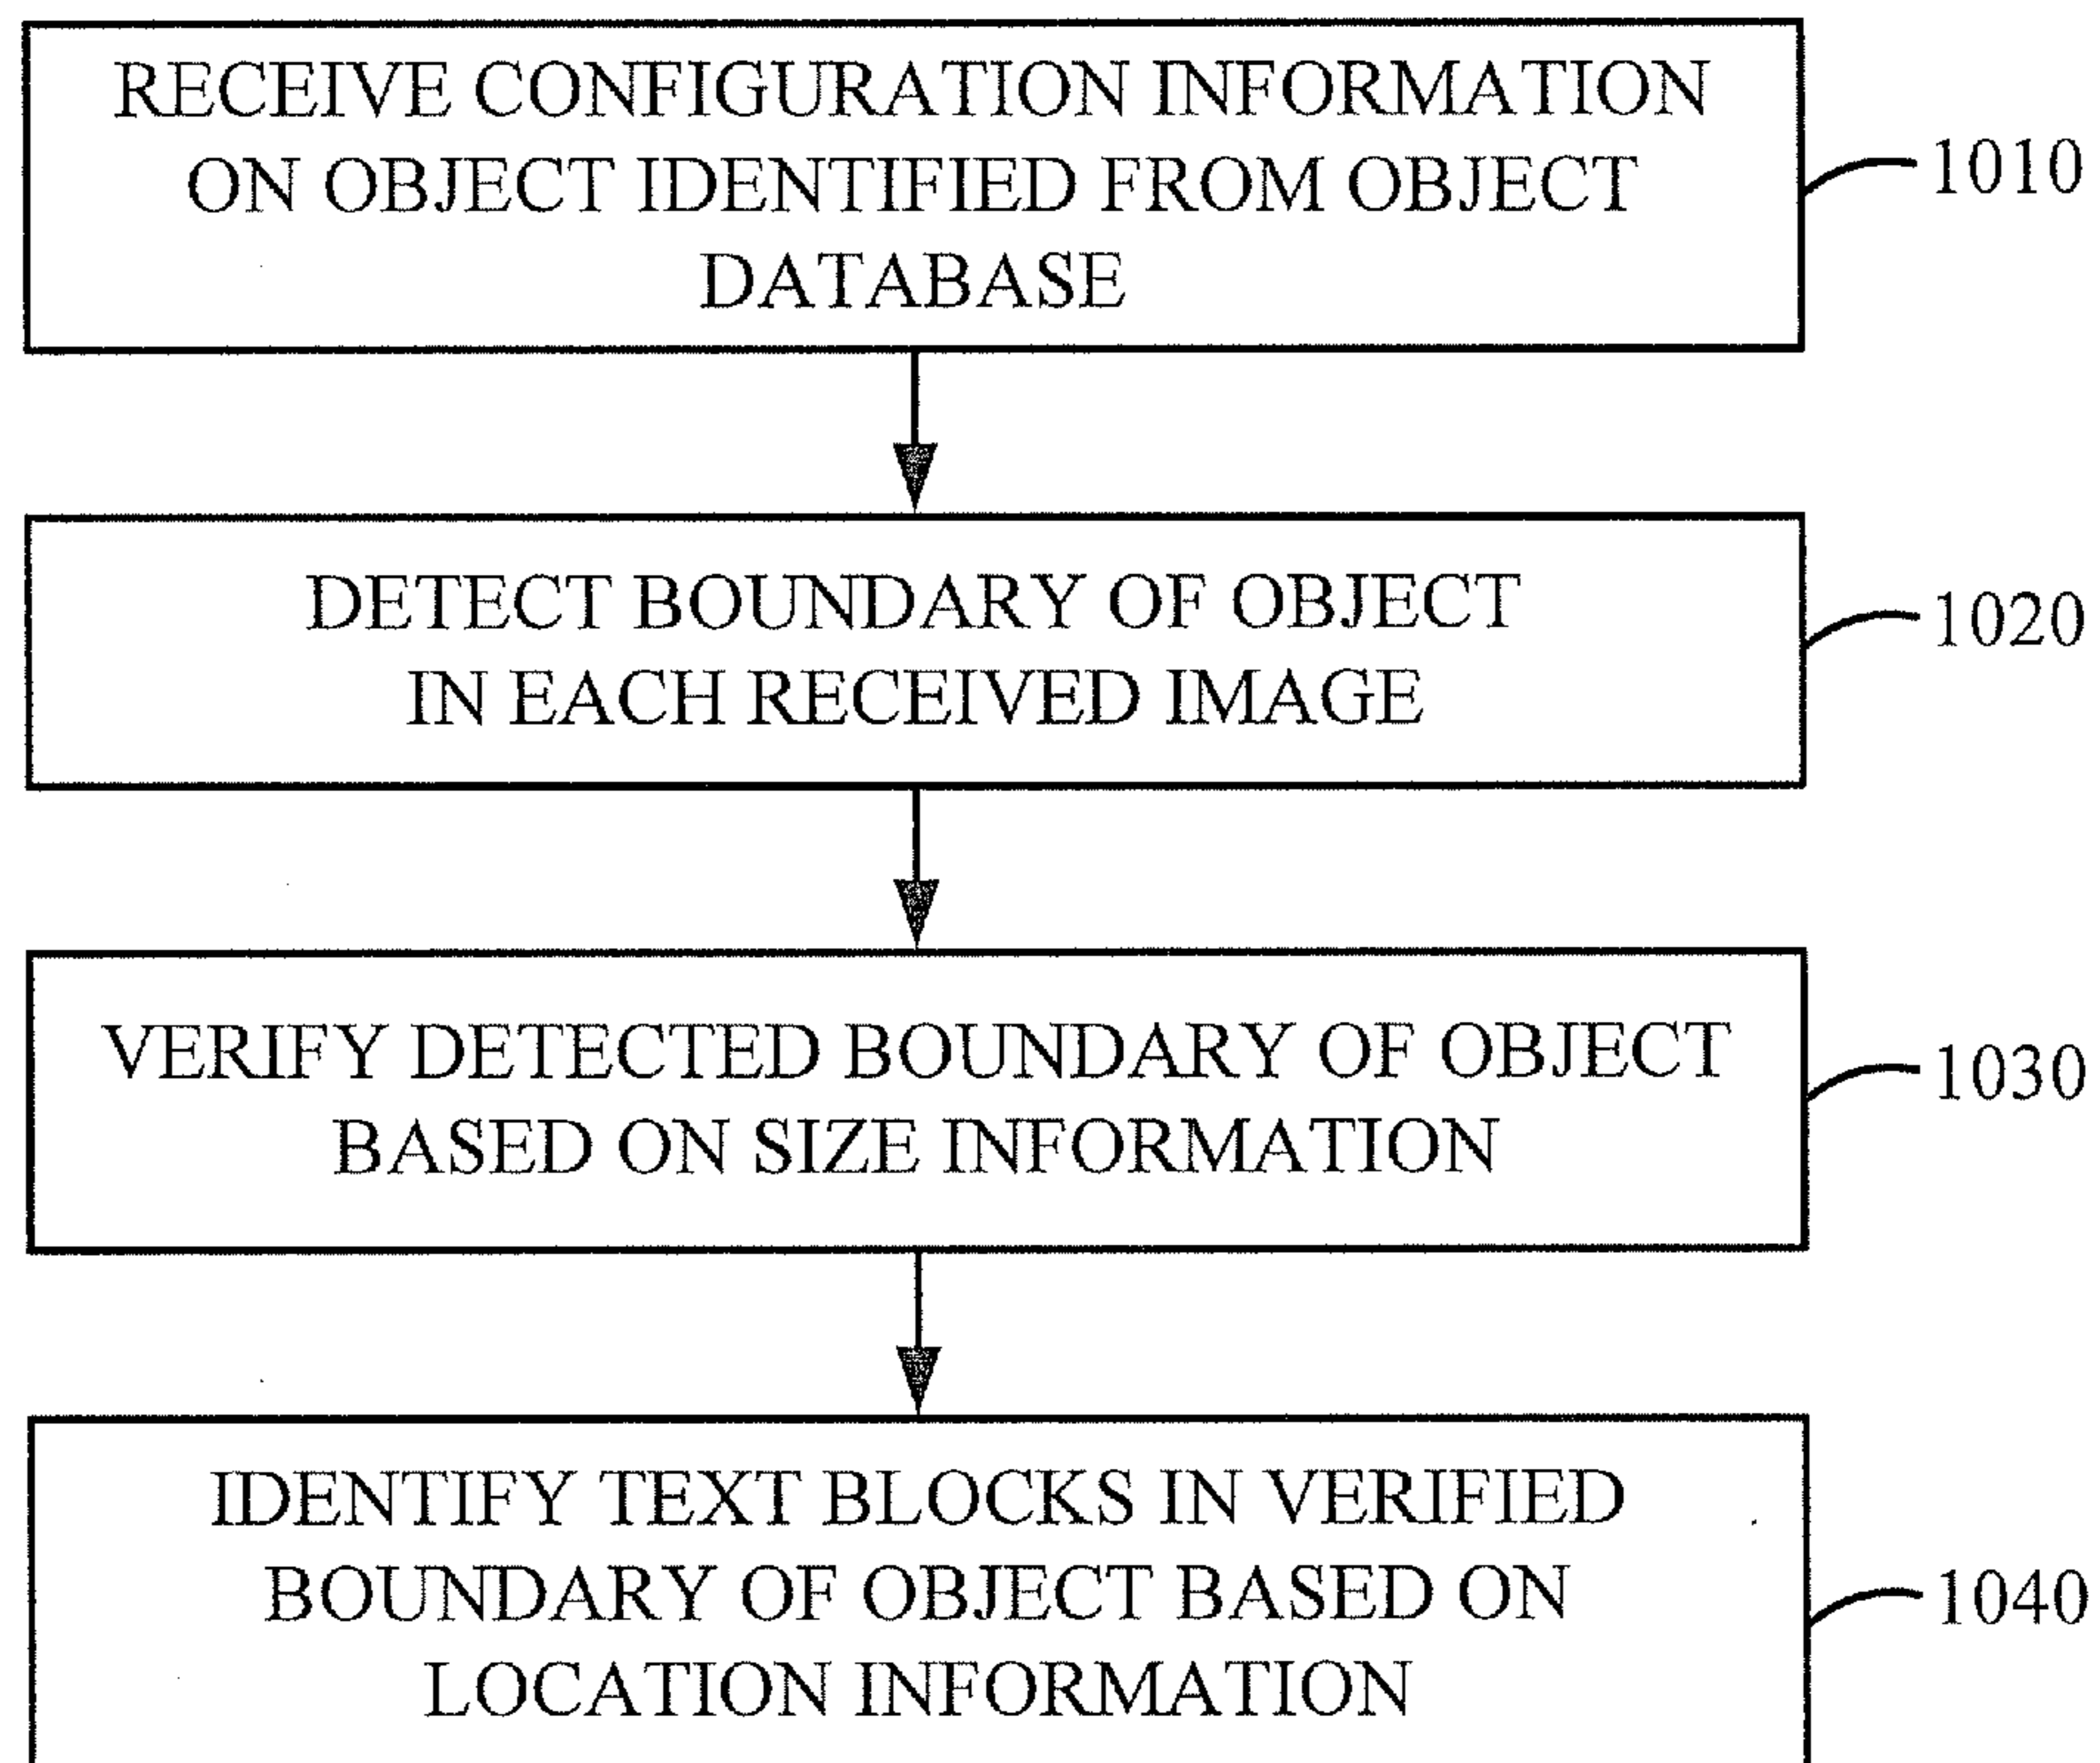 RECEIVE CONFIGURATION INFORMATION
ON OBJECT IDENTIFIED FROM OBJECT
DATABASE
1010
DETECT BOUNDARY OF OBJECT
IN EACH RECEIVED IMAGE
1020
VERIFY DETECTED BOUNDARY OF OBJECT
BASED ON SIZE INFORMATION
1030
IDENTIFY TEXT BLOCKS IN VERIFIED
BOUNDARY OF OBJECT BASED ON
LOCATION INFORMATION
1040